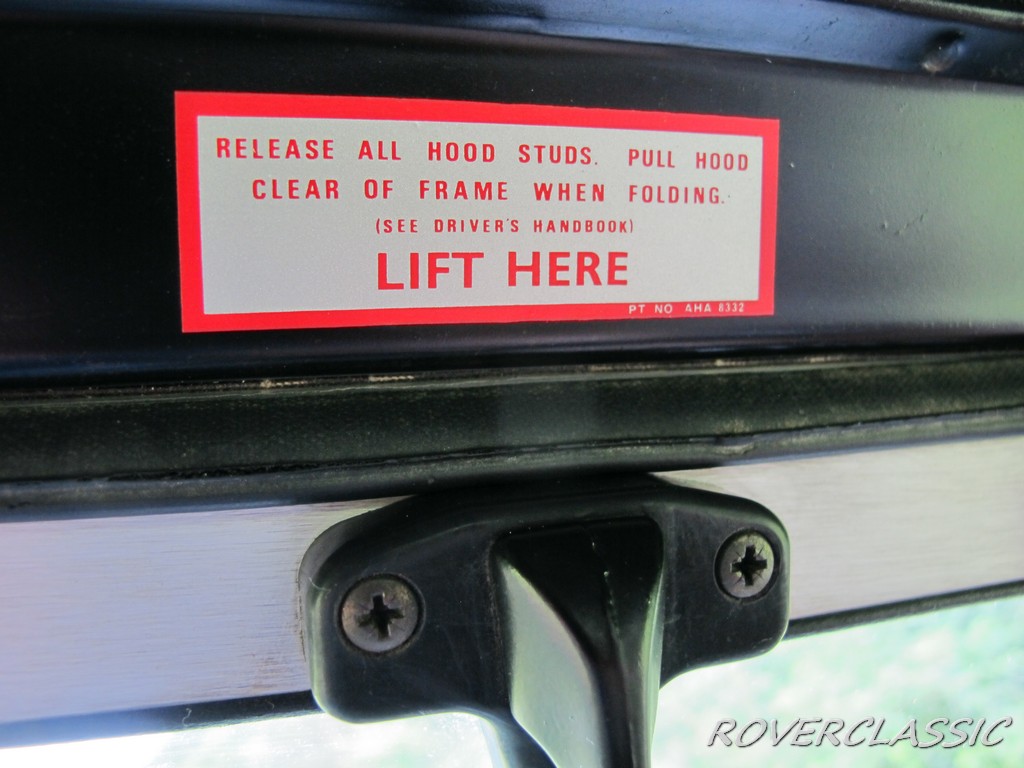 RELEASE ALL HOOD STUDS. PULL HOOD
CLEAR OF FRAME WHEN FOLDING.
(SEE DRIVER'S HANDBOOK)
LIFT HERE
PT NO AHA 8332
ROVERCLASSIC